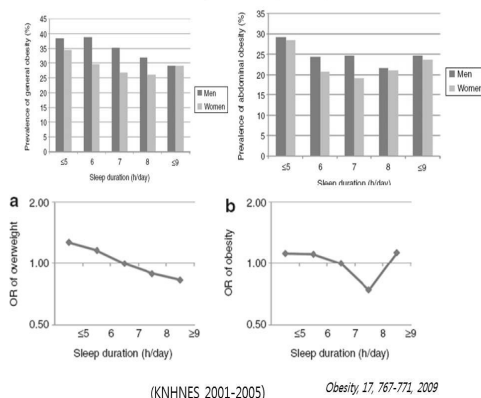 Prevalence of general obesity (%)
45
40
35
30
25
20
15
10
5
0
≤5 6 7 8 ≤9
Sleep duration (h/day)
Men
Women
Prevalence of abdominal obesity (%)
35
30
25
20
15
10
5
0
≤5 6 7 8 ≤9
Sleep duration (h/day)
Men
Women
a
OR of overweight
2.00
1.00
0.50
≤5 6 7 8 ≥9
Sleep duration (h/day)
b
OR of obesity
2.00
1.00
0.50
≤5 6 7 8 ≥9
Sleep duration (h/day)
(KNHNES 2001-2005)
Obesity, 17, 767-771, 2009